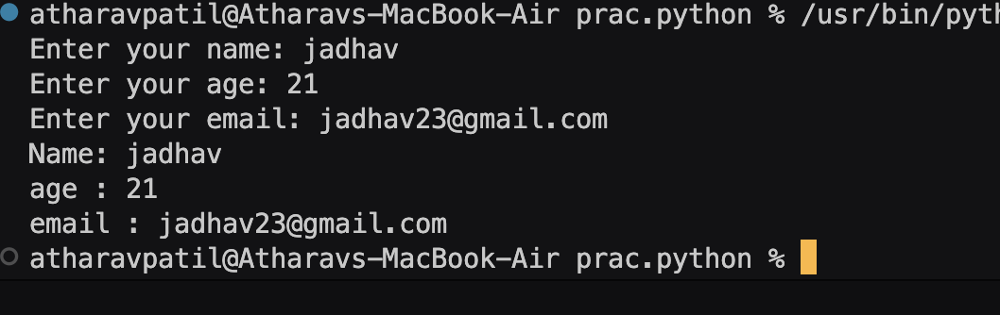 atharavpatil@Atharavs-MacBook-Air prac.python % /usr/bin/pyth
Enter your name: jadhav
Enter your age: 21
Enter your email: jadhav23@gmail.com
Name: jadhav
age : 21
email : jadhav23@gmail.com
atharavpatil@Atharavs-MacBook-Air prac.python %